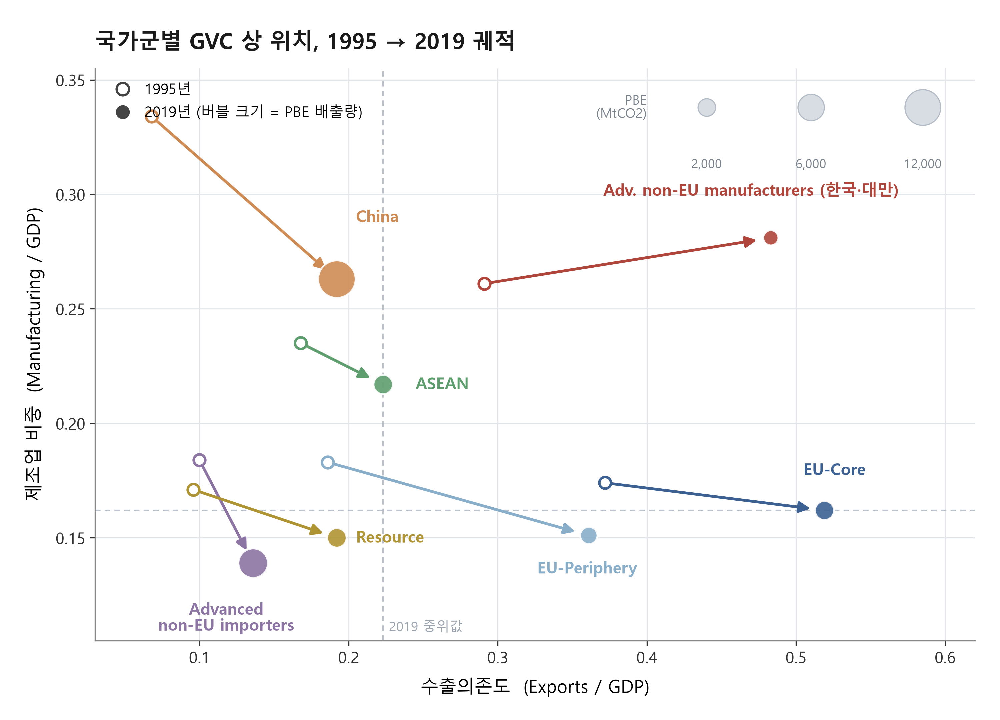 국가군별 GVC 상 위치, 1995 → 2019 궤적
제조업 비중 (Manufacturing / GDP)
0.35
0.30
0.25
0.20
0.15
1995년
2019년 (버블 크기 = PBE 배출량)
PBE
(MtCO2)
2,000
6,000
12,000
Adv. non-EU manufacturers (한국·대만)
China
ASEAN
EU-Core
Resource
EU-Periphery
Advanced
non-EU importers
2019 중위값
0.1
0.2
0.3
0.4
0.5
0.6
수출의존도 (Exports / GDP)